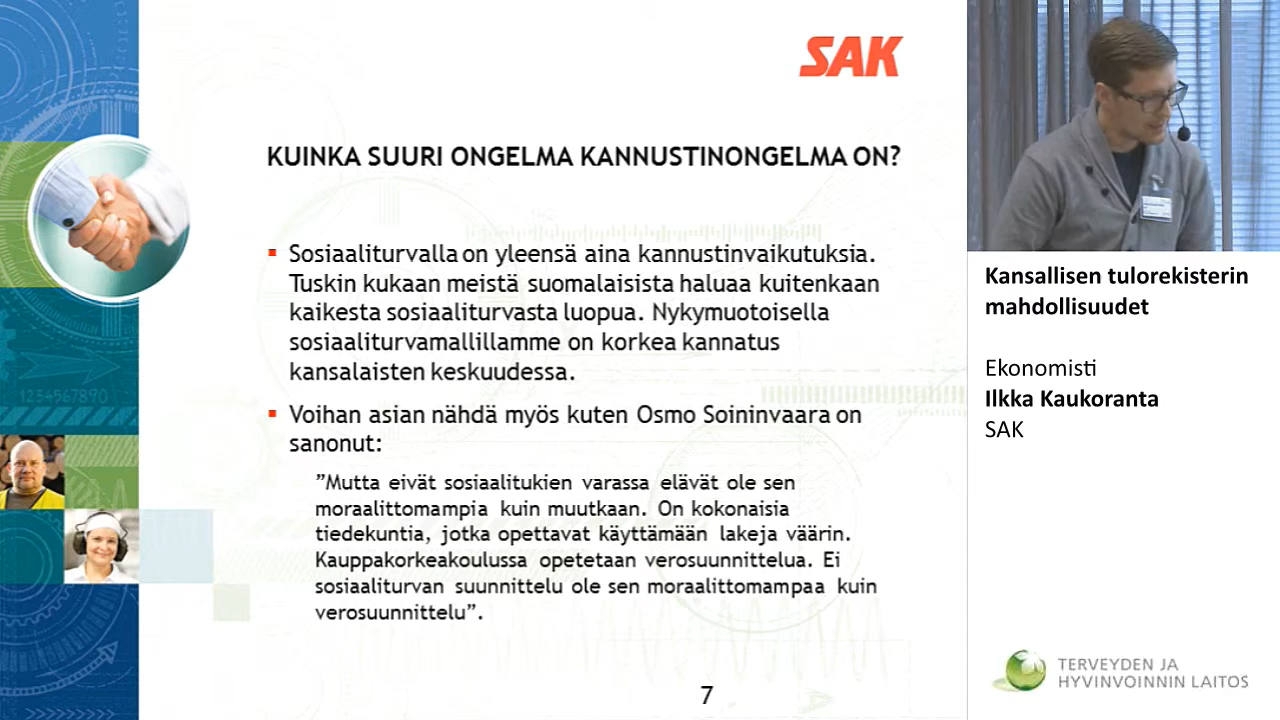 SAK
KUINKA SUURI ONGELMA KANNUSTINONGELMA ON?
Sosiaaliturvalla on yleensä aina kannustinvaikutuksia.
Tuskin kukaan meistä suomalaisista haluaa kuitenkaan
kaikesta sosiaaliturvasta luopua. Nykymuotoisella
sosiaaliturvamallillamme on korkea kannatus
kansalaisten keskuudessa.
Voihan asian nähdä myös kuten Osmo Soininvaara on
sanonut:
”Mutta eivät sosiaalitukien varassa elävät ole sen
moraalittomampia kuin muutkaan. On kokonaisia
tiedekuntia, jotka opettavat käyttämään lakeja väärin.
Kauppakorkeakoulussa opetetaan verosuunnittelua. Ei
sosiaaliturvan suunnittelu ole sen moraalittomampaa kuin
verosuunnittelu”.
7
1234567890
Kansallisen tulorekisterin
mahdollisuudet
Ekonomisti
Ilkka Kaukoranta
SAK
TERVEYDEN JA
HYVINVOINNIN LAITOS